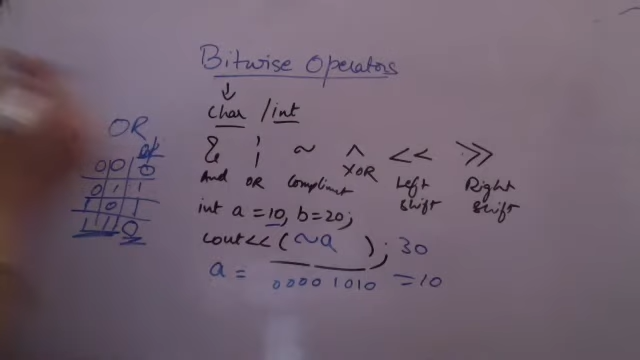 Bitwise Operators
char / int
OR
& | ~ ^ << >>
And OR Compliment XOR Left Shift Right Shift
0 0 0
0 1 1
1 0 1
1 1 0
int a = 10, b = 20;
cout << ( ~a ); 30
a = 0000 1010 = 10